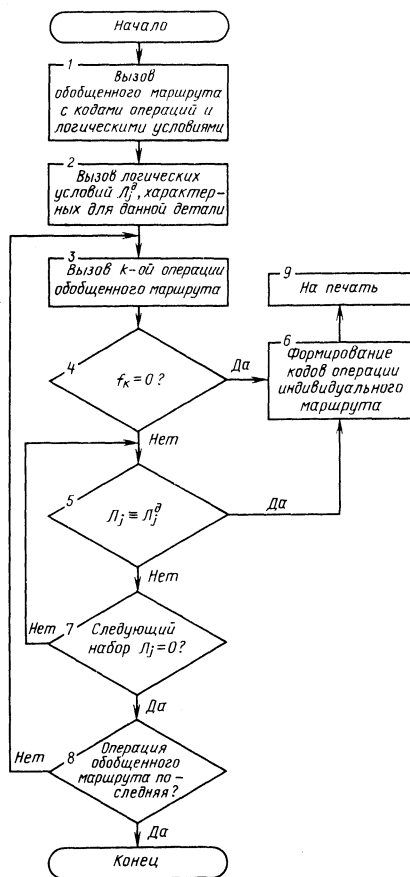 Начало
1
Вызов
обобщенного маршрута
с кодами операций и
логическими условиями
2
Вызов логических
условий Л_j^д, характер-
ных для данной детали
3
Вызов k-ой операции
обобщенного маршрута
9
На печать
4
f_к = 0 ?
Да
6
Формирование
кодов операции
индивидуального
маршрута
Нет
5
Л_j ≡ Л_j^д
Да
Нет
Нет
7
Следующий
набор Л_j = 0 ?
Да
Нет
8
Операция
обобщенного
маршрута по-
следняя ?
Да
Конец